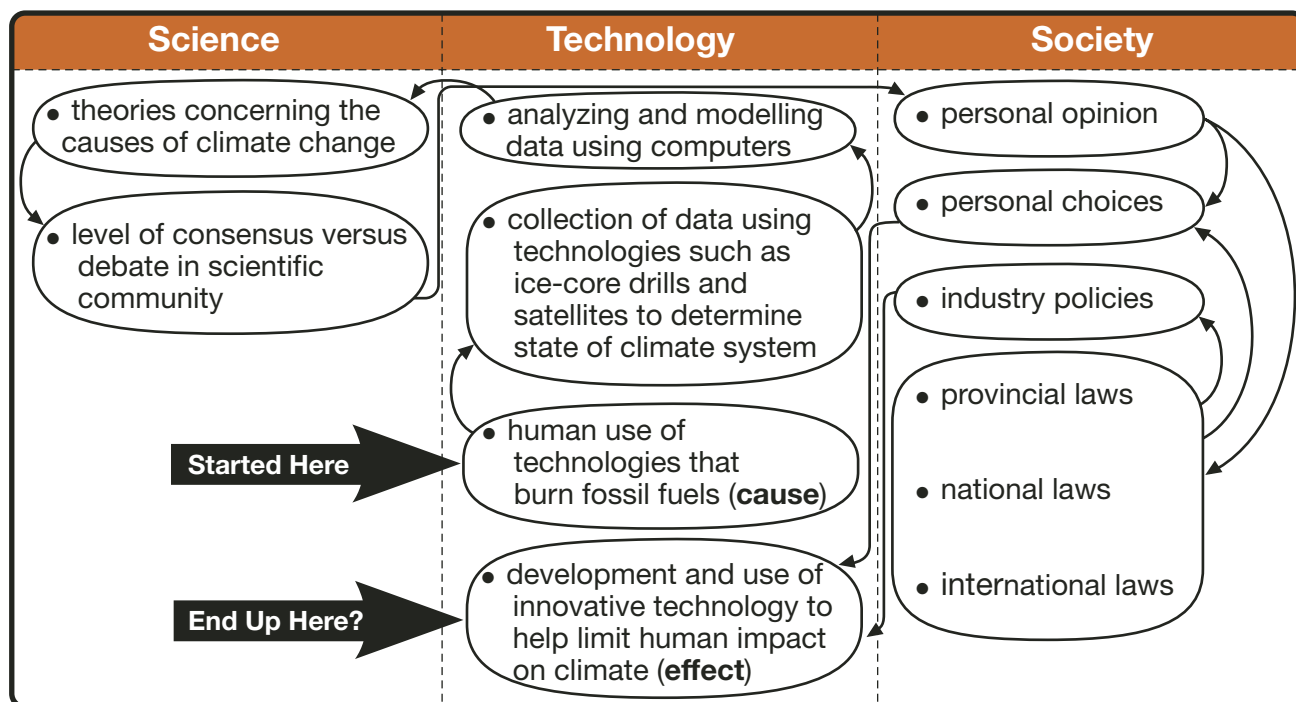 Science
Technology
Society
• theories concerning the
causes of climate change
• level of consensus versus
debate in scientific
community
• analyzing and modelling
data using computers
• collection of data using
technologies such as
ice-core drills and
satellites to determine
state of climate system
Started Here
• human use of
technologies that
burn fossil fuels (cause)
End Up Here?
• development and use of
innovative technology to
help limit human impact
on climate (effect)
• personal opinion
• personal choices
• industry policies
• provincial laws
• national laws
• international laws